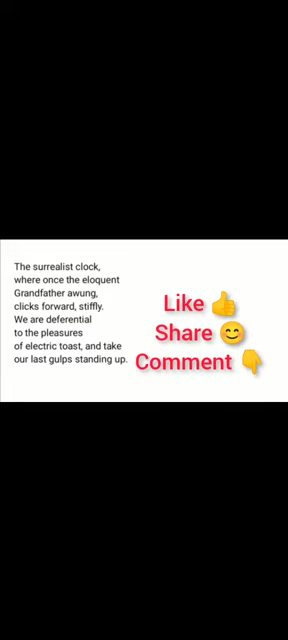 The surrealist clock,
where once the eloquent
Grandfather awung,
clicks forward, stiffly.
We are deferential
to the pleasures
of electric toast, and take
our last gulps standing up.
Like 👍
Share 😊
Comment 👇